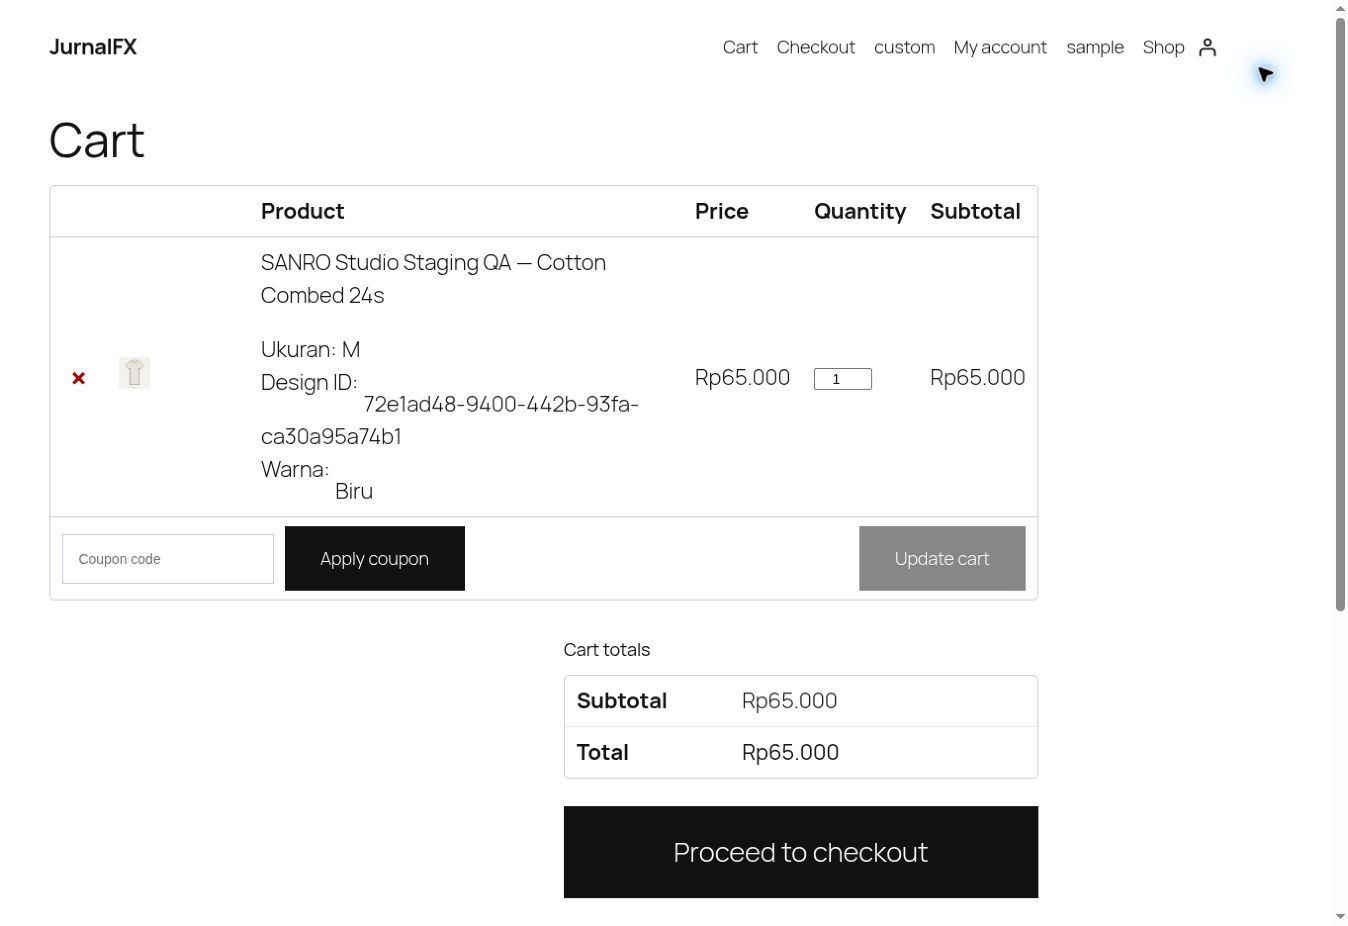 JurnalFX
Cart Checkout custom My account sample Shop
Cart
Product Price Quantity Subtotal
SANRO Studio Staging QA — Cotton
Combed 24s
Ukuran: M
Design ID:
72e1ad48-9400-442b-93fa-
ca30a95a74b1
Warna:
Biru
Rp65.000 1 Rp65.000
Coupon code Apply coupon Update cart
Cart totals
Subtotal Rp65.000
Total Rp65.000
Proceed to checkout